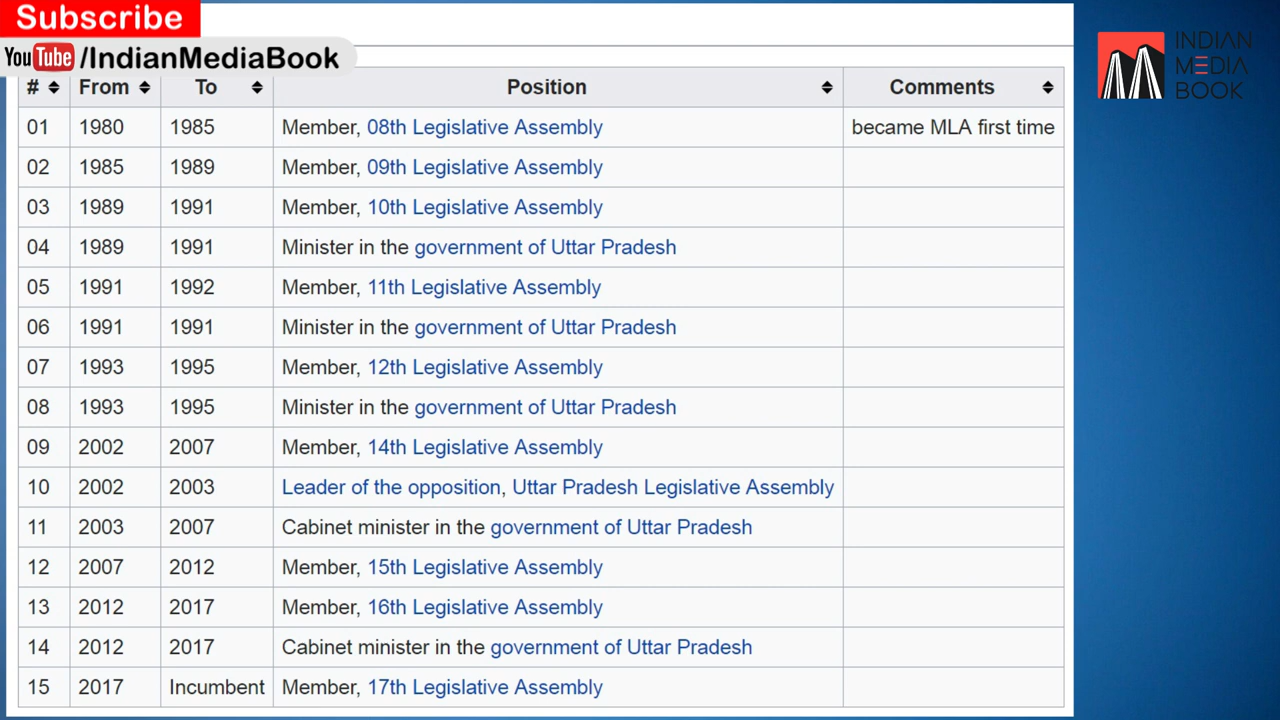 Subscribe
YouTube /IndianMediaBook
INDIAN
MEDIA
BOOK
# From To Position Comments
01 1980 1985 Member, 08th Legislative Assembly became MLA first time
02 1985 1989 Member, 09th Legislative Assembly
03 1989 1991 Member, 10th Legislative Assembly
04 1989 1991 Minister in the government of Uttar Pradesh
05 1991 1992 Member, 11th Legislative Assembly
06 1991 1991 Minister in the government of Uttar Pradesh
07 1993 1995 Member, 12th Legislative Assembly
08 1993 1995 Minister in the government of Uttar Pradesh
09 2002 2007 Member, 14th Legislative Assembly
10 2002 2003 Leader of the opposition, Uttar Pradesh Legislative Assembly
11 2003 2007 Cabinet minister in the government of Uttar Pradesh
12 2007 2012 Member, 15th Legislative Assembly
13 2012 2017 Member, 16th Legislative Assembly
14 2012 2017 Cabinet minister in the government of Uttar Pradesh
15 2017 Incumbent Member, 17th Legislative Assembly